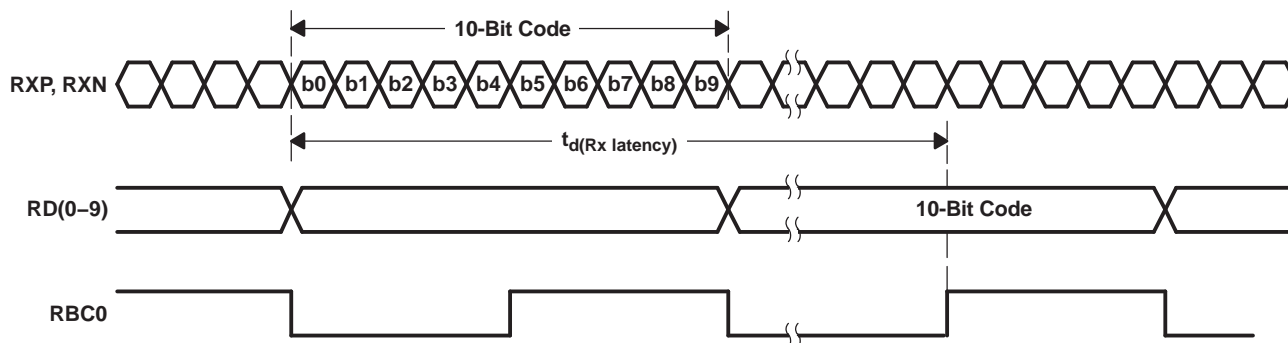 10-Bit Code
RXP, RXN b0 b1 b2 b3 b4 b5 b6 b7 b8 b9
td(Rx latency)
RD(0–9) 10-Bit Code
RBC0